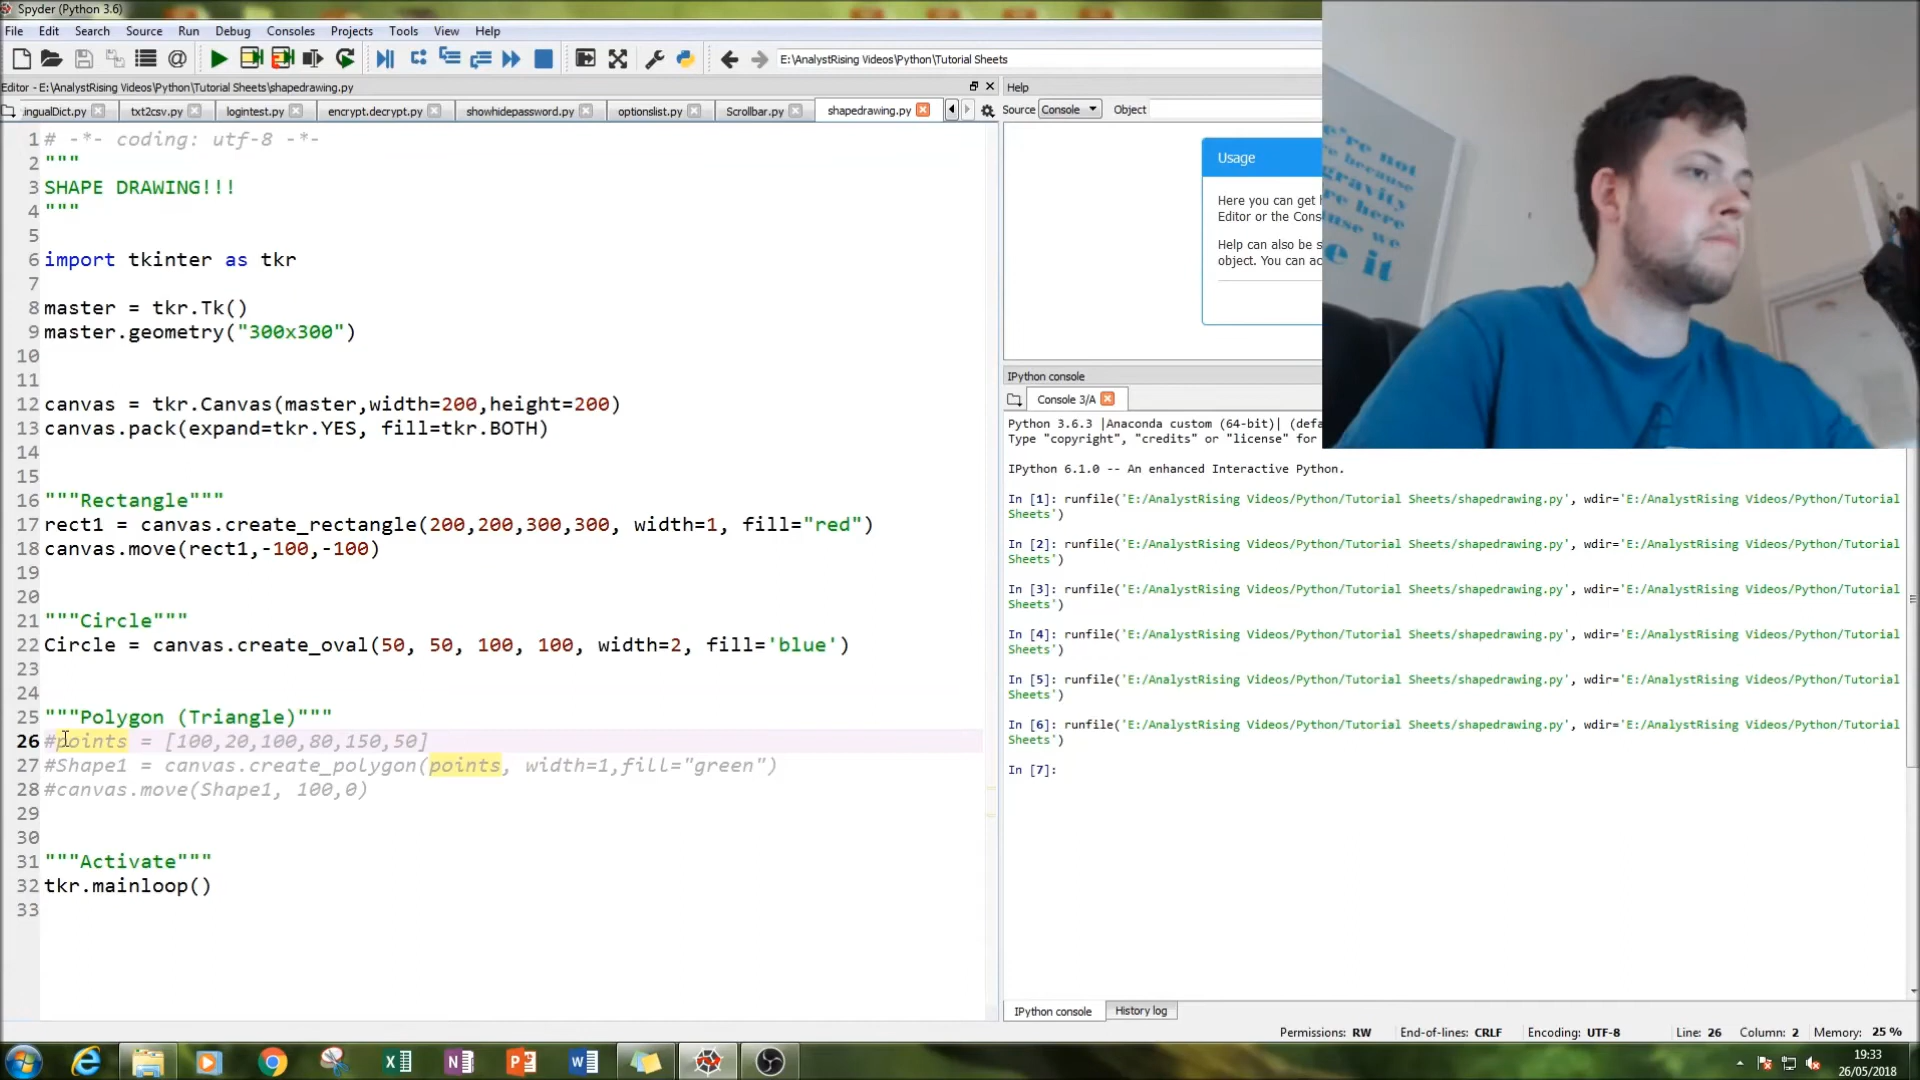 Spyder (Python 3.6)
File Edit Search Source Run Debug Consoles Projects Tools View Help
E:\AnalystRising Videos\Python\Tutorial Sheets
Editor - E:\AnalystRising Videos\Python\Tutorial Sheets\shapedrawing.py
Help
ingualDict.py txt2csv.py logintest.py encrypt.decrypt.py showhidepassword.py optionslist.py Scrollbar.py shapedrawing.py
Source Console Object
1 # -*- coding: utf-8 -*-
2 """
3 SHAPE DRAWING!!!
4 """
5
6 import tkinter as tkr
7
8 master = tkr.Tk()
9 master.geometry("300x300")
10
11
12 canvas = tkr.Canvas(master,width=200,height=200)
13 canvas.pack(expand=tkr.YES, fill=tkr.BOTH)
14
15
16 """Rectangle"""
17 rect1 = canvas.create_rectangle(200,200,300,300, width=1, fill="red")
18 canvas.move(rect1,-100,-100)
19
20
21 """Circle"""
22 Circle = canvas.create_oval(50, 50, 100, 100, width=2, fill='blue')
23
24
25 """Polygon (Triangle)"""
26 #points = [100,20,100,80,150,50]
27 #Shape1 = canvas.create_polygon(points, width=1,fill="green")
28 #canvas.move(Shape1, 100,0)
29
30
31 """Activate"""
32 tkr.mainloop()
33
Usage
Here you can get
Editor or the Cons
Help can also be s
object. You can ac
we're not
because
gravity
here
cause we
e it
IPython console
Console 3/A
Python 3.6.3 |Anaconda custom (64-bit)| (defa
Type "copyright", "credits" or "license" for
IPython 6.1.0 -- An enhanced Interactive Python.
In [1]: runfile('E:/AnalystRising Videos/Python/Tutorial Sheets/shapedrawing.py', wdir='E:/AnalystRising Videos/Python/Tutorial
Sheets')
In [2]: runfile('E:/AnalystRising Videos/Python/Tutorial Sheets/shapedrawing.py', wdir='E:/AnalystRising Videos/Python/Tutorial
Sheets')
In [3]: runfile('E:/AnalystRising Videos/Python/Tutorial Sheets/shapedrawing.py', wdir='E:/AnalystRising Videos/Python/Tutorial
Sheets')
In [4]: runfile('E:/AnalystRising Videos/Python/Tutorial Sheets/shapedrawing.py', wdir='E:/AnalystRising Videos/Python/Tutorial
Sheets')
In [5]: runfile('E:/AnalystRising Videos/Python/Tutorial Sheets/shapedrawing.py', wdir='E:/AnalystRising Videos/Python/Tutorial
Sheets')
In [6]: runfile('E:/AnalystRising Videos/Python/Tutorial Sheets/shapedrawing.py', wdir='E:/AnalystRising Videos/Python/Tutorial
Sheets')
In [7]:
IPython console History log
Permissions: RW End-of-lines: CRLF Encoding: UTF-8 Line: 26 Column: 2 Memory: 25 %
19:33
26/05/2018